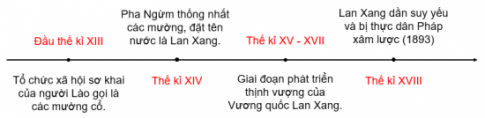 Đầu thế kỉ XIII
Tổ chức xã hội sơ khai
của người Lào gọi là
các mường cổ.
Pha Ngừm thống nhất
các mường, đặt tên
nước là Lan Xang.
Thế kỉ XIV
Thế kỉ XV - XVII
Giai đoạn phát triển
thịnh vượng của
Vương quốc Lan Xang.
Lan Xang dần suy yếu
và bị thực dân Pháp
xâm lược (1893)
Thế kỉ XVIII